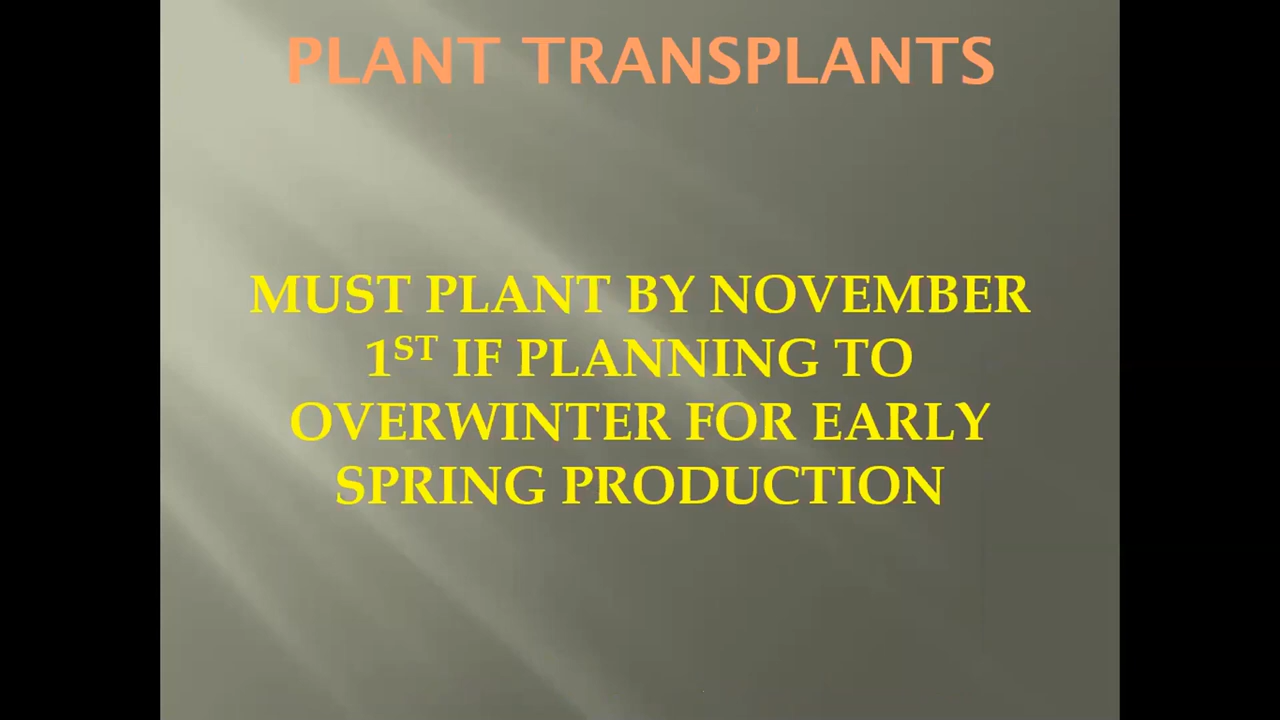 PLANT TRANSPLANTS
MUST PLANT BY NOVEMBER
1ST IF PLANNING TO
OVERWINTER FOR EARLY
SPRING PRODUCTION